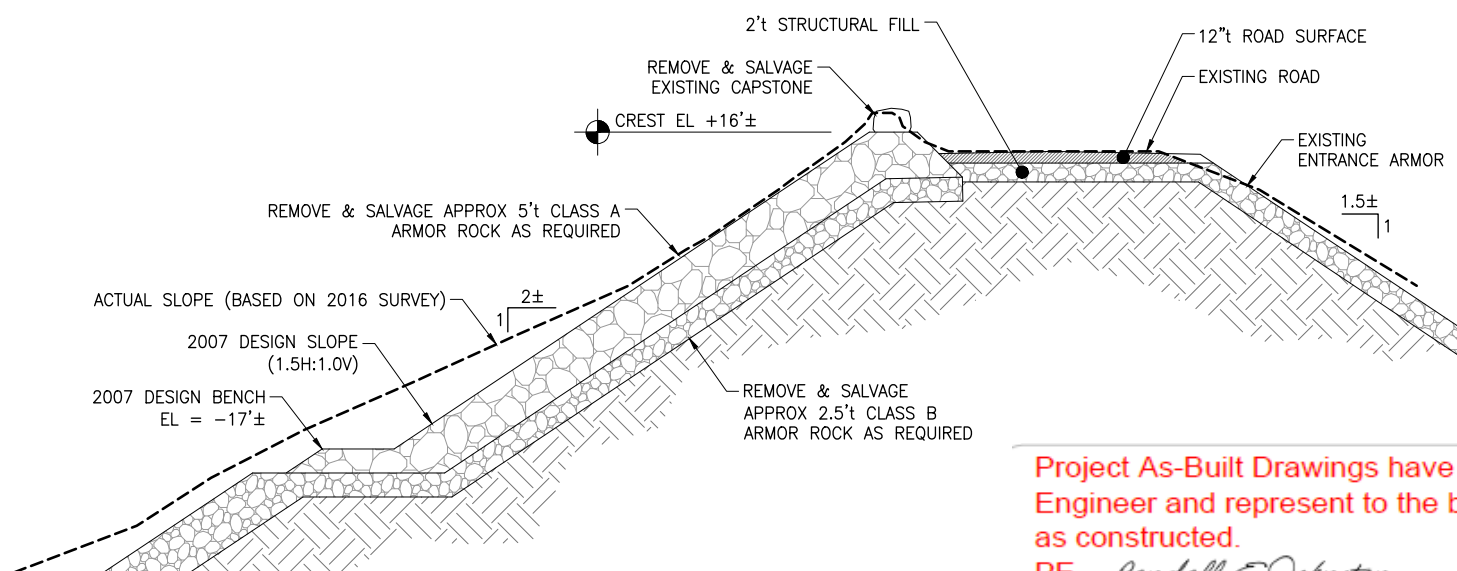 2't STRUCTURAL FILL
12"t ROAD SURFACE
REMOVE & SALVAGE
EXISTING CAPSTONE
EXISTING ROAD
CREST EL +16'±
EXISTING
ENTRANCE ARMOR
REMOVE & SALVAGE APPROX 5't CLASS A
ARMOR ROCK AS REQUIRED
1.5±
1
ACTUAL SLOPE (BASED ON 2016 SURVEY)
2±
1
2007 DESIGN SLOPE
(1.5H:1.0V)
2007 DESIGN BENCH
EL = -17'±
REMOVE & SALVAGE
APPROX 2.5't CLASS B
ARMOR ROCK AS REQUIRED
Project As-Built Drawings have
Engineer and represent to the b
as constructed.
PE